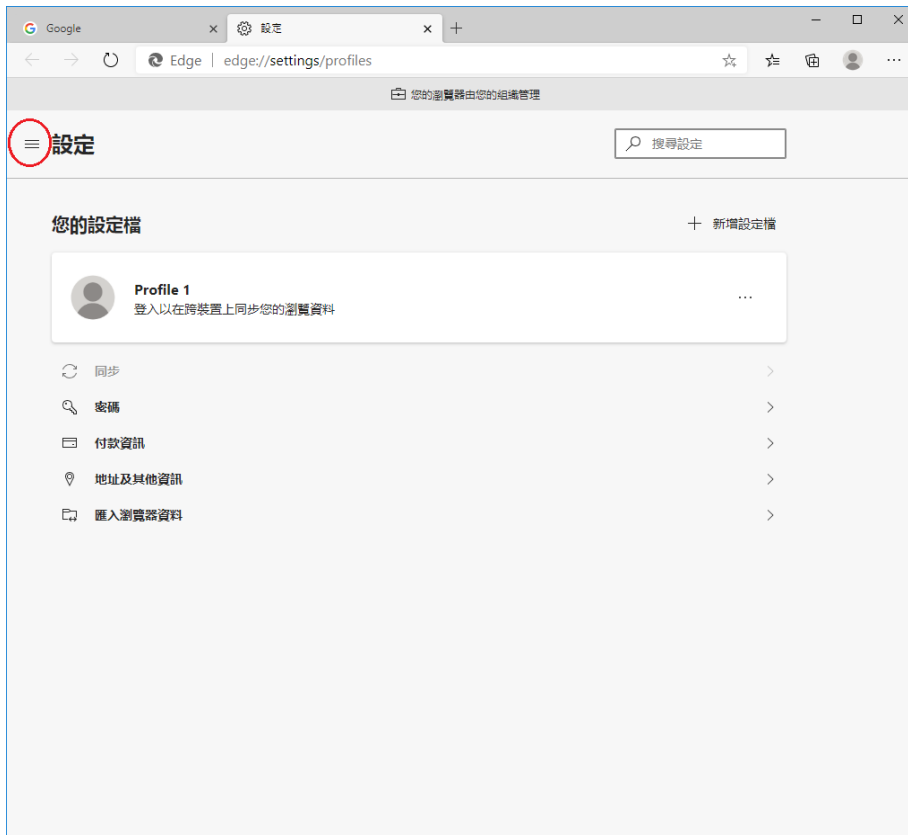 Google
設定
Edge | edge://settings/profiles
您的瀏覽器由您的組織管理
設定
搜尋設定
您的設定檔
新增設定檔
Profile 1
登入以在跨裝置上同步您的瀏覽資料
同步
密碼
付款資訊
地址及其他資訊
匯入瀏覽器資料